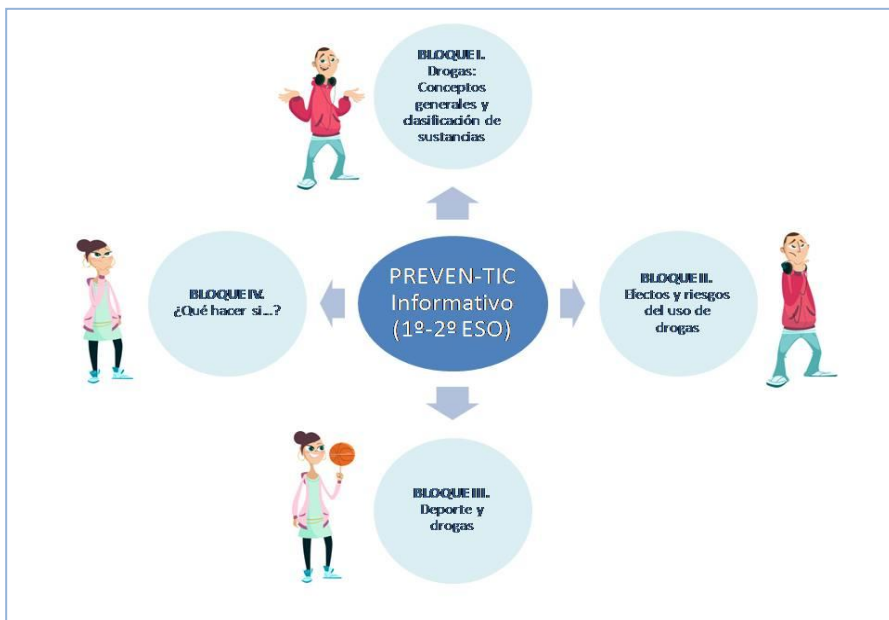 BLOQUE I.
Drogas:
Conceptos
generales y
clasificación de
sustancias
BLOQUE IV.
¿Qué hacer si...?
PREVEN-TIC
Informativo
(1º-2º ESO)
BLOQUE II.
Efectos y riesgos
del uso de
drogas
BLOQUE III.
Deporte y
drogas